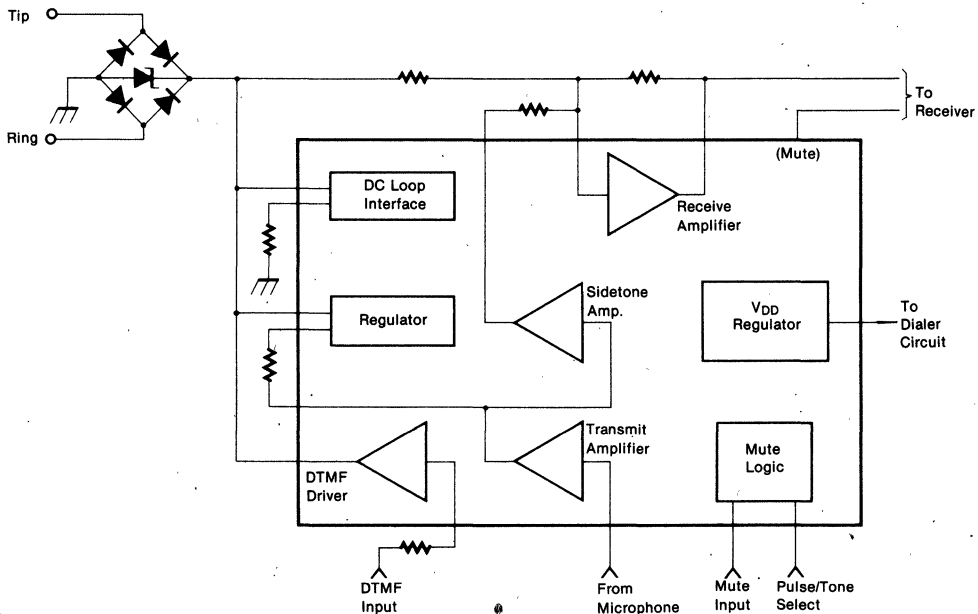 Tip
Ring
To
Receiver
(Mute)
DC Loop
Interface
Receive
Amplifier
Sidetone
Amp.
VDD
Regulator
To
Dialer
Circuit
Regulator
Transmit
Amplifier
Mute
Logic
DTMF
Driver
DTMF
Input
From
Microphone
Mute
Input
Pulse/Tone
Select